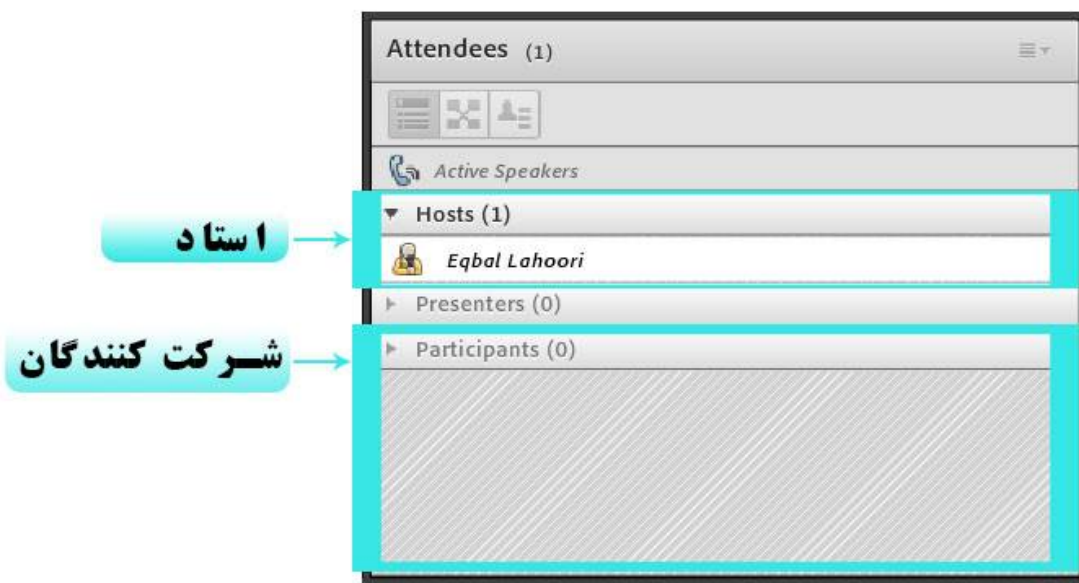 Attendees (1)
Active Speakers
Hosts (1)
استاد
Eqbal Lahoori
Presenters (0)
Participants (0)
شرکت کنندگان